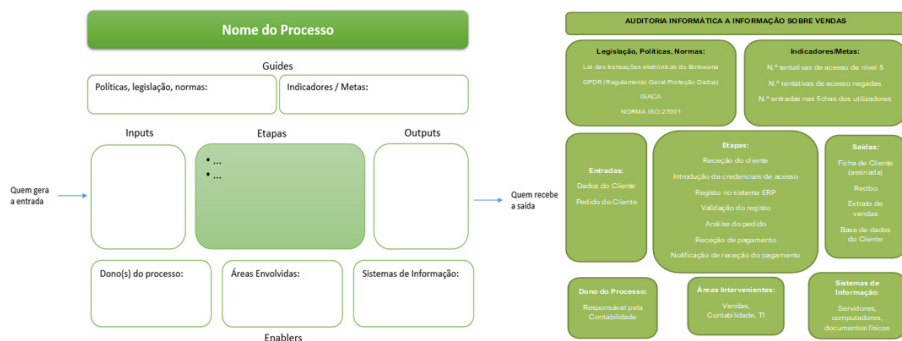 Nome do Processo
Guides
Políticas, legislação, normas:
Indicadores / Metas:
Inputs
Etapas
Outputs
• ...
• ...
Quem gera
a entrada
Quem recebe
a saída
Dono(s) do processo:
Áreas Envolvidas:
Sistemas de Informação:
Enablers
AUDITORIA INFORMÁTICA A INFORMAÇÃO SOBRE VENDAS
Legislação, Políticas, Normas:
Lei das transações eletrónicas do Botswana
GPDR (Regulamento Geral Proteção Dados)
ISACA
NORMA ISO 27001
Indicadores/Metas:
N.º tentativas de acesso de nível 5
N.º tentativas de acesso negadas
N.º entradas nas fichas dos utilizadores
Entradas:
Dados do Cliente
Pedido do Cliente
Etapas:
Receção do cliente
Introdução de credenciais de acesso
Registo no sistema ERP
Validação do registo
Análise do pedido
Receção de pagamento
Notificação de receção do pagamento
Saídas:
Ficha de Cliente
(assinada)
Recibo
Extrato de
vendas
Base de dados
do Cliente
Dono do Processo:
Responsável pela
Contabilidade
Áreas Intervenientes:
Vendas,
Contabilidade, TI
Sistemas de
Informação:
Servidores,
computadores,
documentos físicos